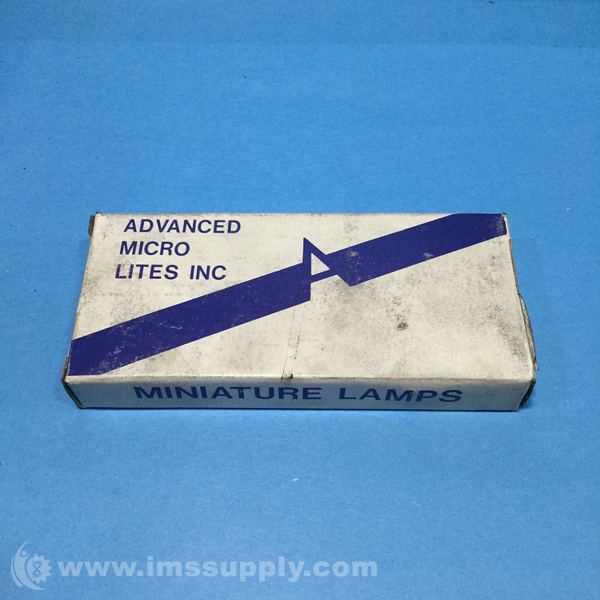 ADVANCED
MICRO
LITES INC
MINIATURE LAMPS
www.imssupply.com